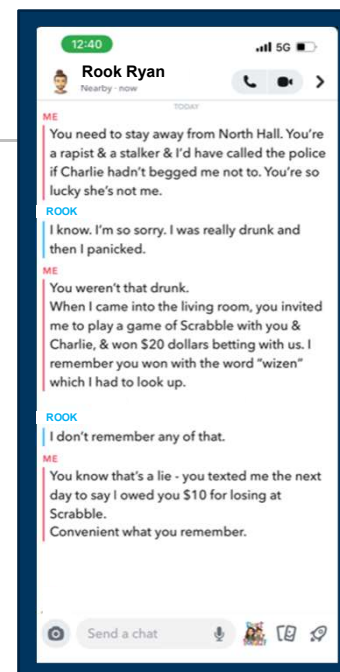 12:40
5G
Rook Ryan
Nearby · now
TODAY
ME
You need to stay away from North Hall. You're
a rapist & a stalker & I'd have called the police
if Charlie hadn't begged me not to. You're so
lucky she's not me.
ROOK
I know. I'm so sorry. I was really drunk and
then I panicked.
ME
You weren't that drunk.
When I came into the living room, you invited
me to play a game of Scrabble with you &
Charlie, & won $20 dollars betting with us. I
remember you won with the word "wizen"
which I had to look up.
ROOK
I don't remember any of that.
ME
You know that's a lie - you texted me the next
day to say I owed you $10 for losing at
Scrabble.
Convenient what you remember.
Send a chat